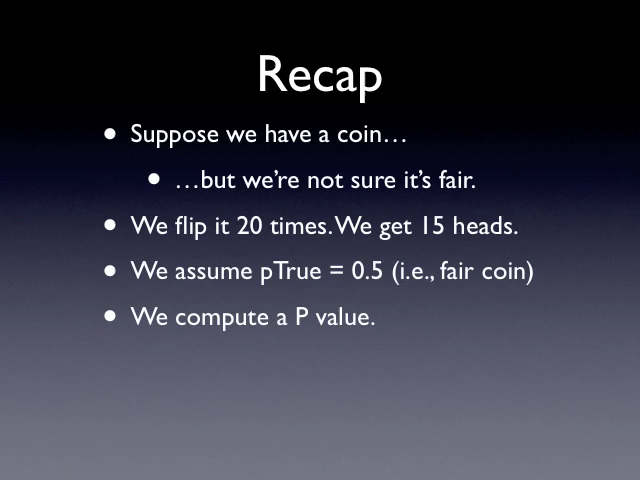 Recap
• Suppose we have a coin…
• …but we’re not sure it’s fair.
• We flip it 20 times. We get 15 heads.
• We assume pTrue = 0.5 (i.e., fair coin)
• We compute a P value.